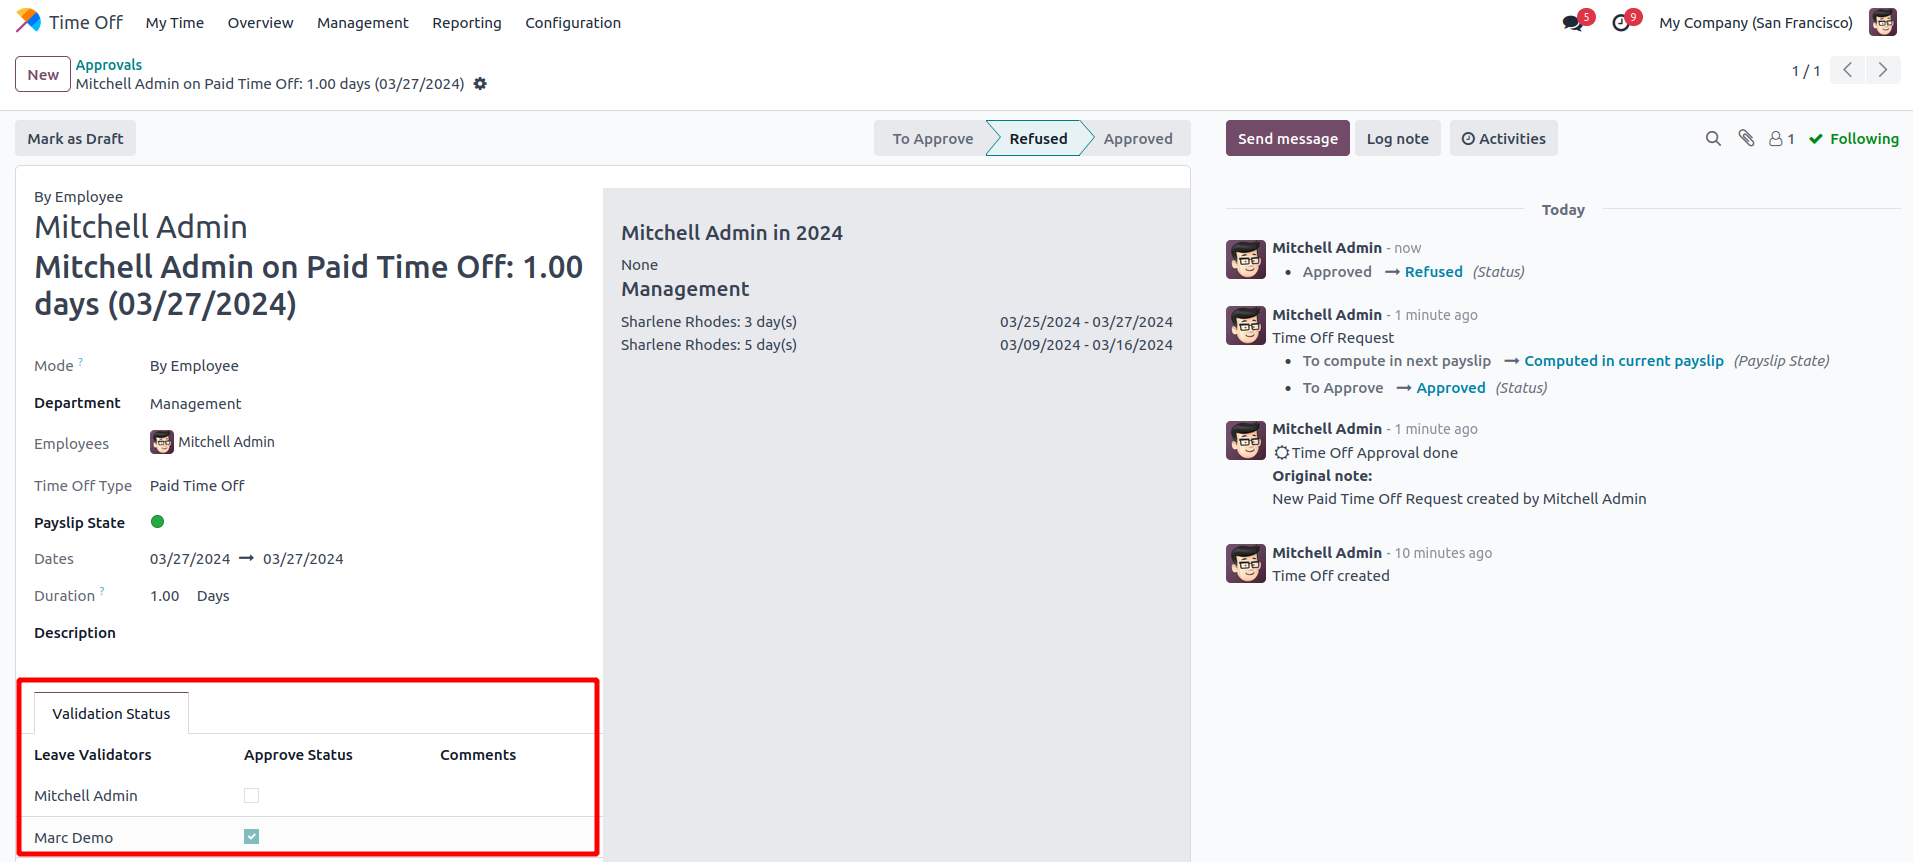 Time Off
My Time
Overview
Management
Reporting
Configuration
5
9
My Company (San Francisco)
New
Approvals
Mitchell Admin on Paid Time Off: 1.00 days (03/27/2024)
1 / 1
Mark as Draft
To Approve
Refused
Approved
Send message
Log note
Activities
1
Following
By Employee
Mitchell Admin
Mitchell Admin on Paid Time Off: 1.00
days (03/27/2024)
Mode ?
By Employee
Department
Management
Employees
Mitchell Admin
Time Off Type
Paid Time Off
Payslip State
Dates
03/27/2024 → 03/27/2024
Duration ?
1.00 Days
Description
Validation Status
Leave Validators
Approve Status
Comments
Mitchell Admin
Marc Demo
Mitchell Admin in 2024
None
Management
Sharlene Rhodes: 3 day(s)
03/25/2024 - 03/27/2024
Sharlene Rhodes: 5 day(s)
03/09/2024 - 03/16/2024
Today
Mitchell Admin - now
• Approved → Refused (Status)
Mitchell Admin - 1 minute ago
Time Off Request
• To compute in next payslip → Computed in current payslip (Payslip State)
• To Approve → Approved (Status)
Mitchell Admin - 1 minute ago
Time Off Approval done
Original note:
New Paid Time Off Request created by Mitchell Admin
Mitchell Admin - 10 minutes ago
Time Off created